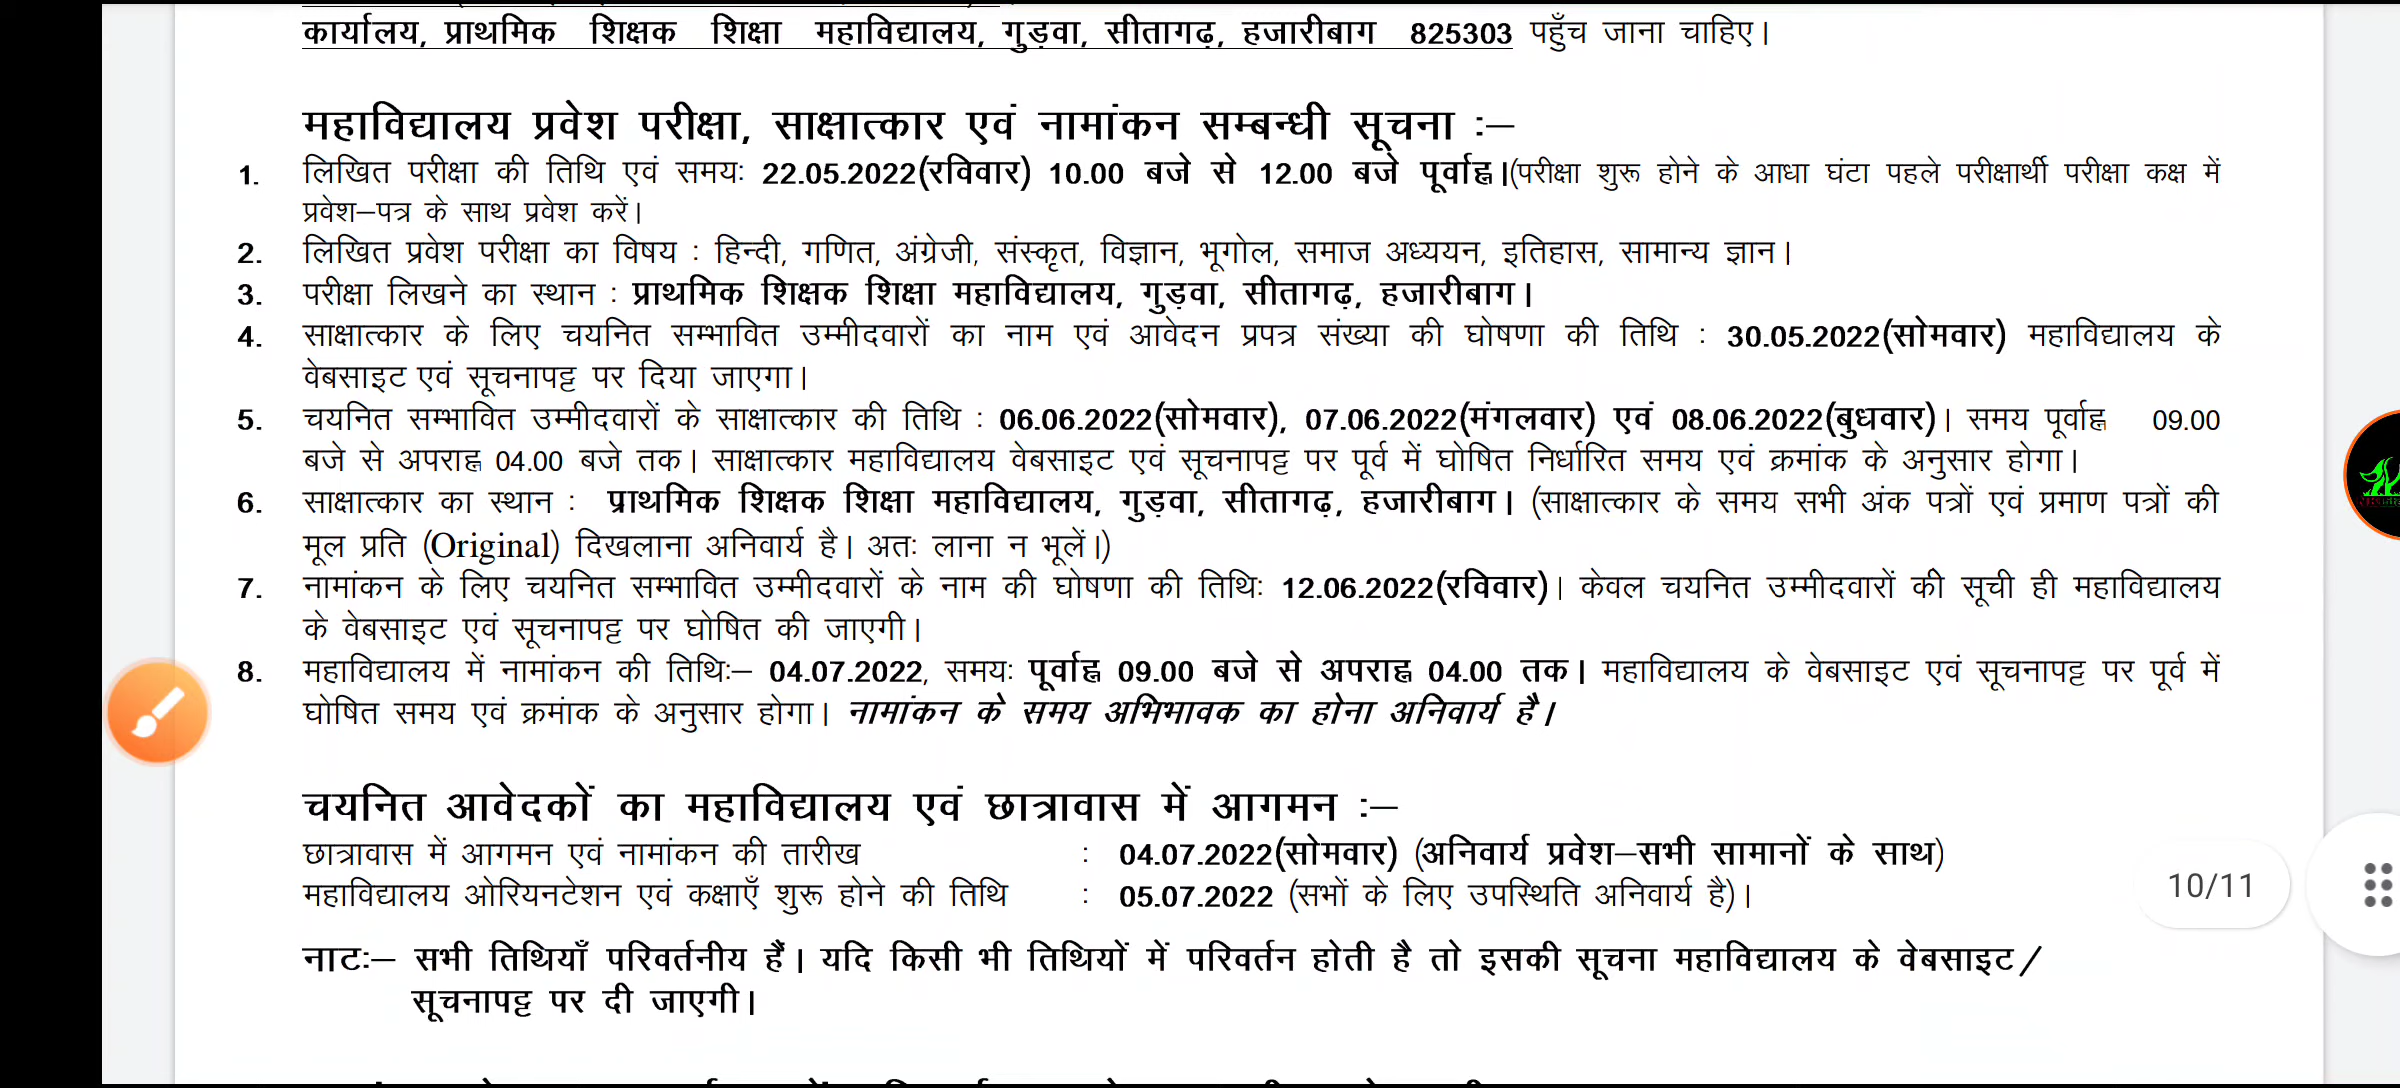 कार्यालय, प्राथमिक शिक्षक शिक्षा महाविद्यालय, गुड़वा, सीतागढ़, हजारीबाग 825303 पहुँच जाना चाहिए।
महाविद्यालय प्रवेश परीक्षा, साक्षात्कार एवं नामांकन सम्बन्धी सूचना :–
1. लिखित परीक्षा की तिथि एवं समयः 22.05.2022(रविवार) 10.00 बजे से 12.00 बजे पूर्वाह्न।(परीक्षा शुरू होने के आधा घंटा पहले परीक्षार्थी परीक्षा कक्ष में
प्रवेश–पत्र के साथ प्रवेश करें।
2. लिखित प्रवेश परीक्षा का विषय : हिन्दी, गणित, अंग्रेजी, संस्कृत, विज्ञान, भूगोल, समाज अध्ययन, इतिहास, सामान्य ज्ञान।
3. परीक्षा लिखने का स्थान : प्राथमिक शिक्षक शिक्षा महाविद्यालय, गुड़वा, सीतागढ़, हजारीबाग।
4. साक्षात्कार के लिए चयनित सम्भावित उम्मीदवारों का नाम एवं आवेदन प्रपत्र संख्या की घोषणा की तिथि : 30.05.2022(सोमवार) महाविद्यालय के
वेबसाइट एवं सूचनापट्ट पर दिया जाएगा।
5. चयनित सम्भावित उम्मीदवारों के साक्षात्कार की तिथि : 06.06.2022(सोमवार), 07.06.2022(मंगलवार) एवं 08.06.2022(बुधवार)। समय पूर्वाह्न 09.00
बजे से अपराह्न 04.00 बजे तक। साक्षात्कार महाविद्यालय वेबसाइट एवं सूचनापट्ट पर पूर्व में घोषित निर्धारित समय एवं क्रमांक के अनुसार होगा।
6. साक्षात्कार का स्थान : प्राथमिक शिक्षक शिक्षा महाविद्यालय, गुड़वा, सीतागढ़, हजारीबाग। (साक्षात्कार के समय सभी अंक पत्रों एवं प्रमाण पत्रों की
मूल प्रति (Original) दिखलाना अनिवार्य है। अतः लाना न भूलें।)
7. नामांकन के लिए चयनित सम्भावित उम्मीदवारों के नाम की घोषणा की तिथिः 12.06.2022(रविवार)। केवल चयनित उम्मीदवारों की सूची ही महाविद्यालय
के वेबसाइट एवं सूचनापट्ट पर घोषित की जाएगी।
8. महाविद्यालय में नामांकन की तिथिः– 04.07.2022, समयः पूर्वाह्न 09.00 बजे से अपराह्न 04.00 तक। महाविद्यालय के वेबसाइट एवं सूचनापट्ट पर पूर्व में
घोषित समय एवं क्रमांक के अनुसार होगा। नामांकन के समय अभिभावक का होना अनिवार्य है।
चयनित आवेदकों का महाविद्यालय एवं छात्रावास में आगमन :–
छात्रावास में आगमन एवं नामांकन की तारीख : 04.07.2022(सोमवार) (अनिवार्य प्रवेश–सभी सामानों के साथ)
महाविद्यालय ओरियनटेशन एवं कक्षाएँ शुरू होने की तिथि : 05.07.2022 (सभों के लिए उपस्थिति अनिवार्य है)।
10/11
नाटः– सभी तिथियाँ परिवर्तनीय हैं। यदि किसी भी तिथियों में परिवर्तन होती है तो इसकी सूचना महाविद्यालय के वेबसाइट/
सूचनापट्ट पर दी जाएगी।